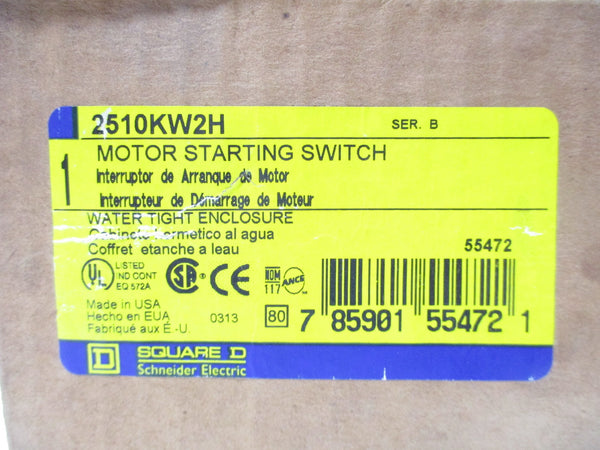 2510KW2H SER. B
1 MOTOR STARTING SWITCH
Interruptor de Arranque de Motor
Interrupteur de Démarrage de Moteur
WATER TIGHT ENCLOSURE
Gabinete hermetico al agua
Coffret etanche a leau
55472
UL LISTED
IND CONT
EQ 572A
SA ® CE
NOM
117
ANCE
Made in USA
Hecho en EUA 0313
Fabriqué aux É.-U.
80 7 85901 55472 1
D SQUARE D
Schneider Electric